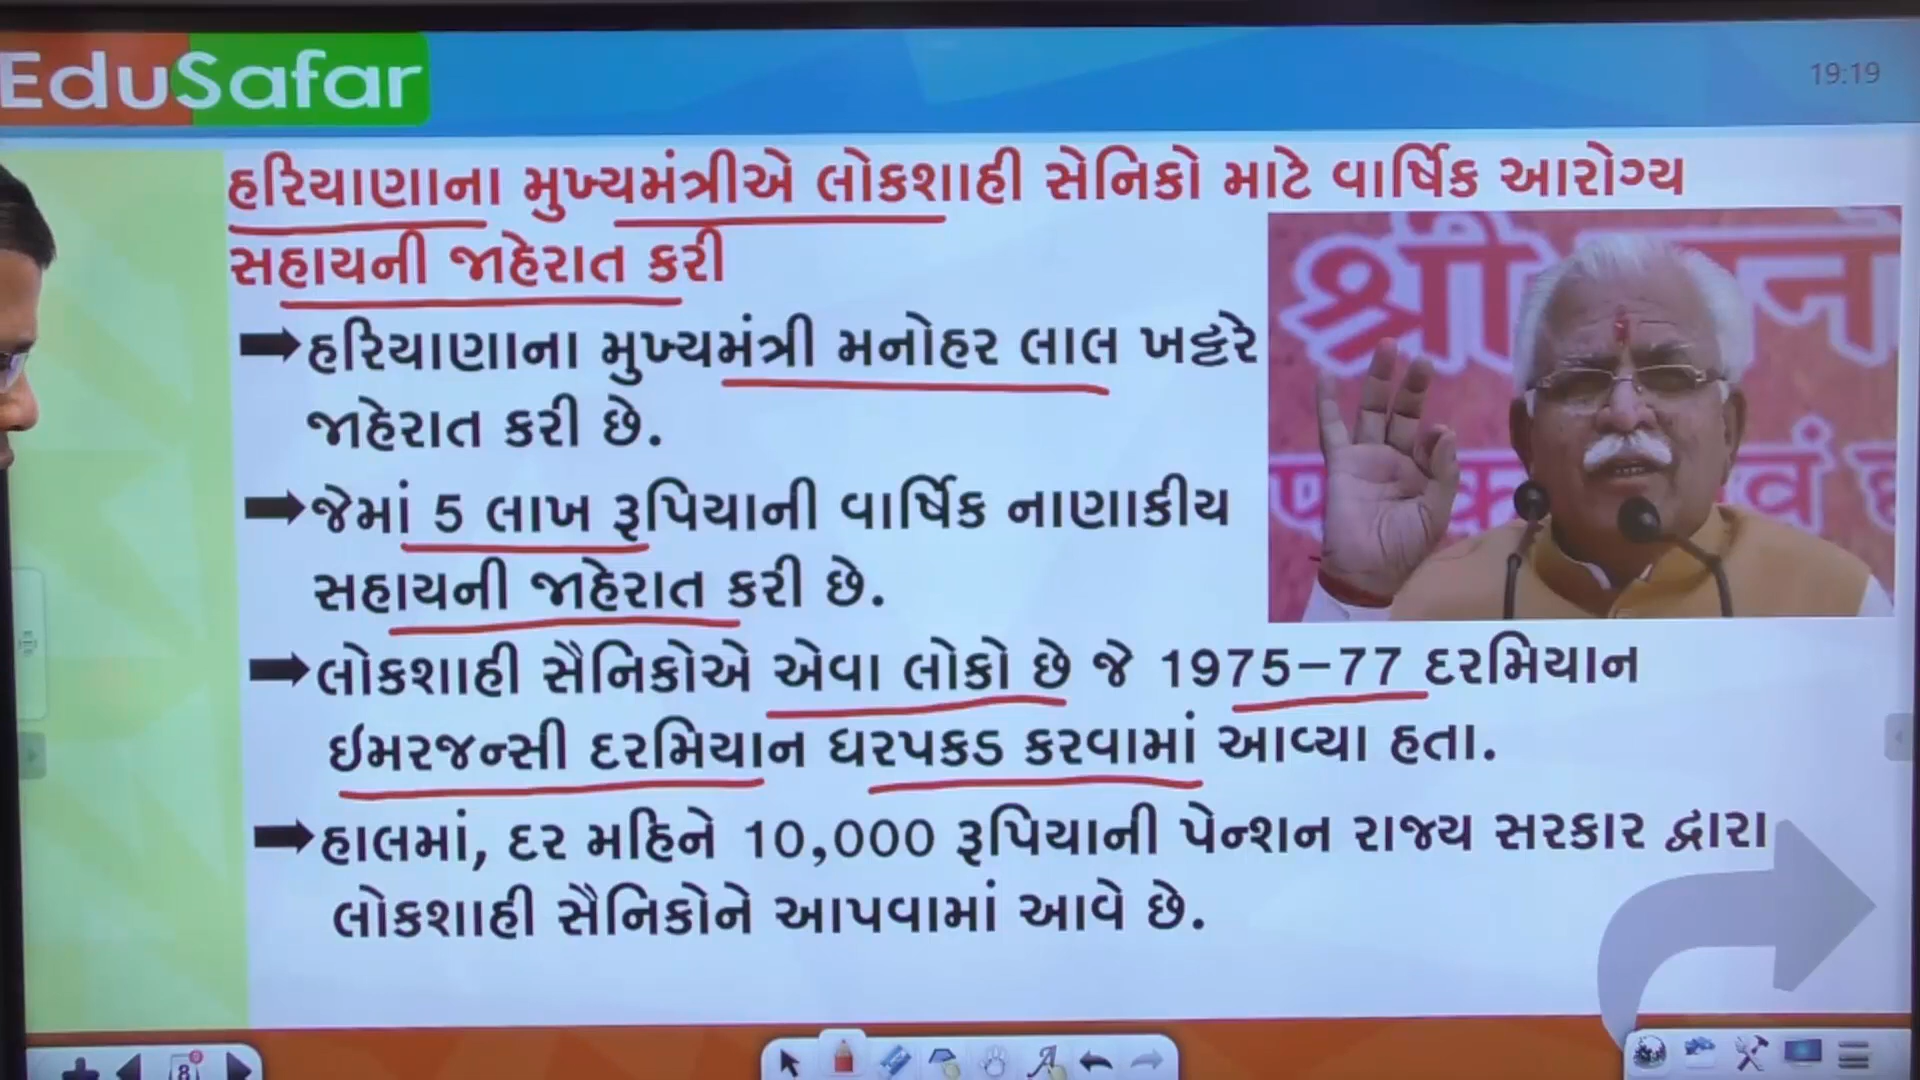 EduSafar
19:19
હરિયાણાના મુખ્યમંત્રીએ લોકશાહી સેનિકો માટે વાર્ષિક આરોગ્ય
સહાયની જાહેરાત કરી
હરિયાણાના મુખ્યમંત્રી મનોહર લાલ ખટ્ટરે
જાહેરાત કરી છે.
જેમાં 5 લાખ રૂપિયાની વાર્ષિક નાણાકીય
સહાયની જાહેરાત કરી છે.
લોકશાહી સૈનિકોએ એવા લોકો છે જે 1975-77 દરમિયાન
ઇમરજન્સી દરમિયાન ધરપકડ કરવામાં આવ્યા હતા.
હાલમાં, દર મહિને 10,000 રૂપિયાની પેન્શન રાજ્ય સરકાર દ્વારા
લોકશાહી સૈનિકોને આપવામાં આવે છે.
श्री
8